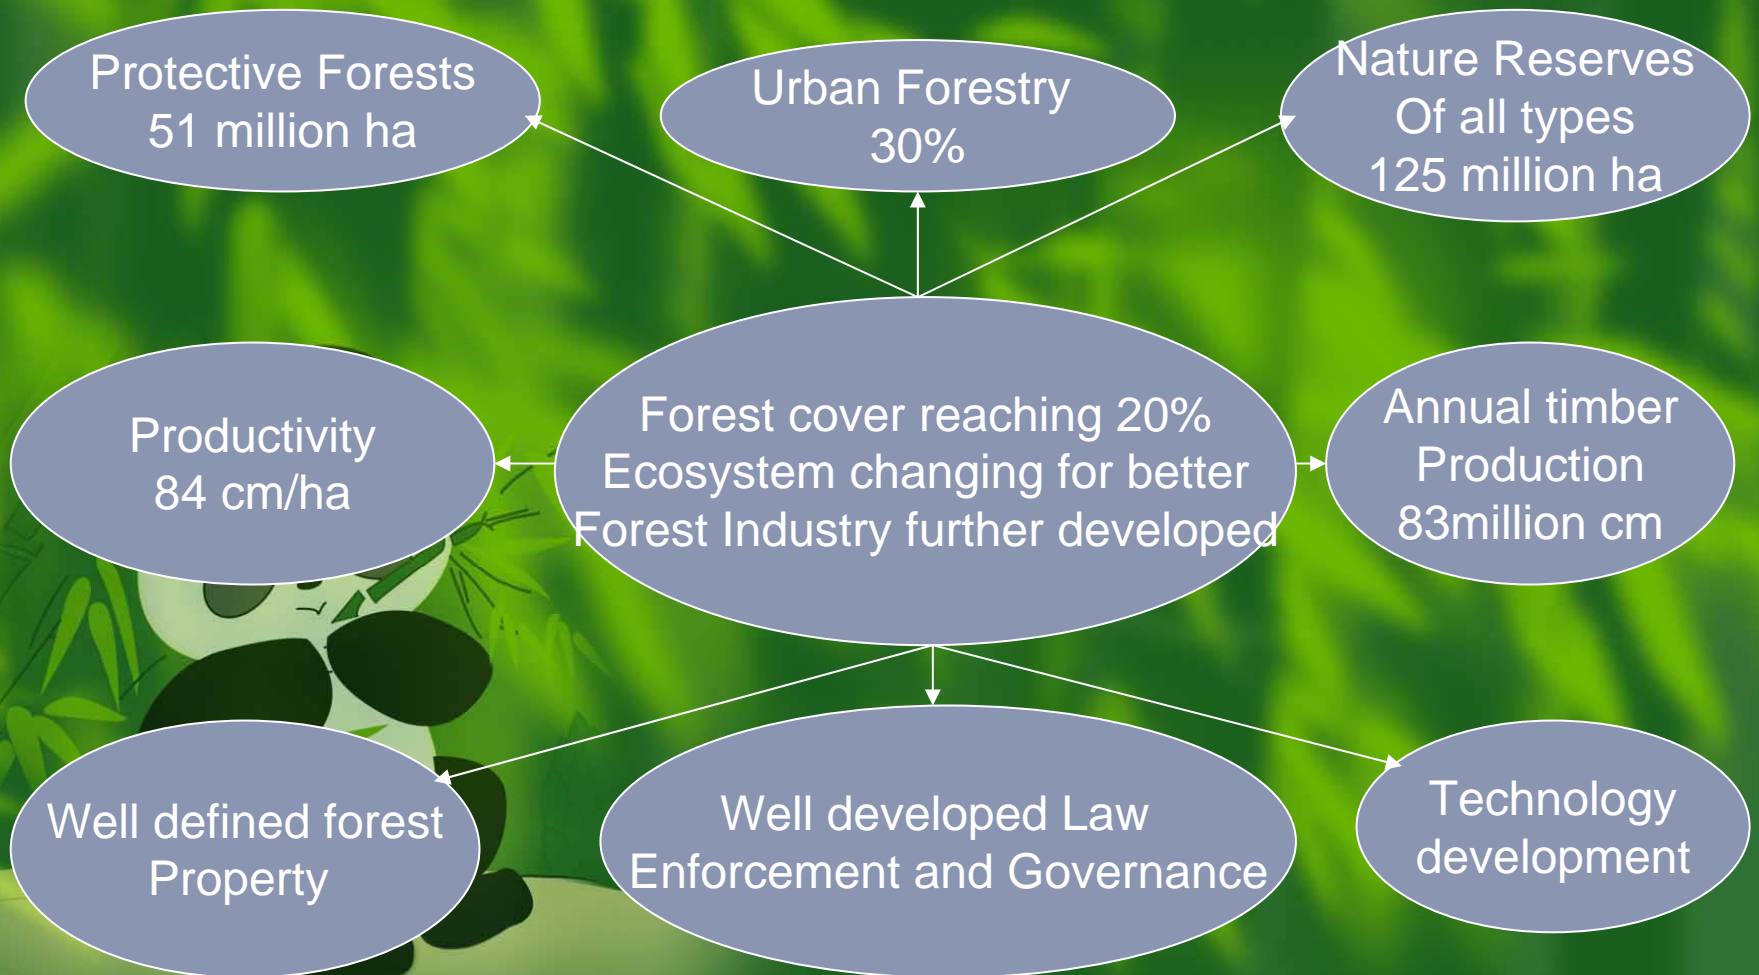 Protective Forests
51 million ha
Urban Forestry
30%
Nature Reserves
Of all types
125 million ha
Productivity
84 cm/ha
Forest cover reaching 20%
Ecosystem changing for better
Forest Industry further developed
Annual timber
Production
83million cm
Well defined forest
Property
Well developed Law
Enforcement and Governance
Technology
development